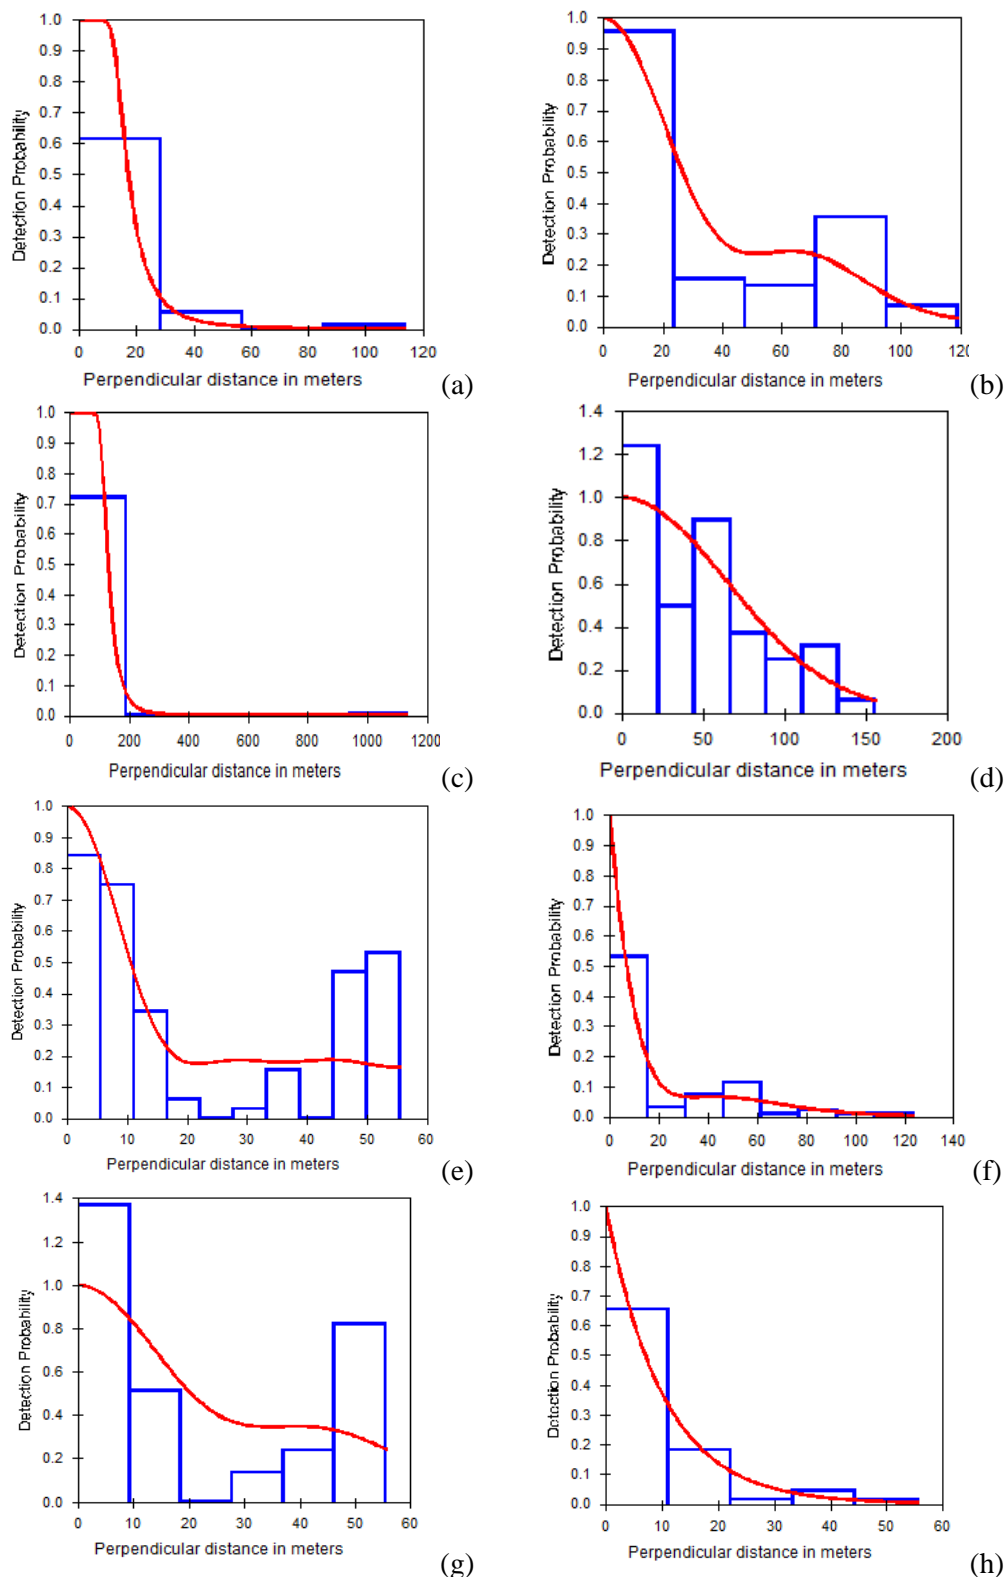 1.0
0.9
0.8
0.7
0.6
0.5
0.4
0.3
0.2
0.1
0.0
Detection Probability
0 20 40 60 80 100 120
Perpendicular distance in meters
(a)
1.0
0.9
0.8
0.7
0.6
0.5
0.4
0.3
0.2
0.1
0.0
Detection Probability
0 20 40 60 80 100 120
Perpendicular distance in meters
(b)
1.0
0.9
0.8
0.7
0.6
0.5
0.4
0.3
0.2
0.1
0.0
Detection Probability
0 200 400 600 800 1000 1200
Perpendicular distance in meters
(c)
1.4
1.2
1.0
0.8
0.6
0.4
0.2
0.0
Detection Probability
0 50 100 150 200
Perpendicular distance in meters
(d)
1.0
0.9
0.8
0.7
0.6
0.5
0.4
0.3
0.2
0.1
0.0
Detection Probability
0 10 20 30 40 50 60
Perpendicular distance in meters
(e)
1.0
0.9
0.8
0.7
0.6
0.5
0.4
0.3
0.2
0.1
0.0
Detection Probability
0 20 40 60 80 100 120 140
Perpendicular distance in meters
(f)
1.4
1.2
1.0
0.8
0.6
0.4
0.2
0.0
Detection Probability
0 10 20 30 40 50 60
Perpendicular distance in meters
(g)
1.0
0.9
0.8
0.7
0.6
0.5
0.4
0.3
0.2
0.1
0.0
Detection Probability
0 10 20 30 40 50 60
Perpendicular distance in meters
(h)